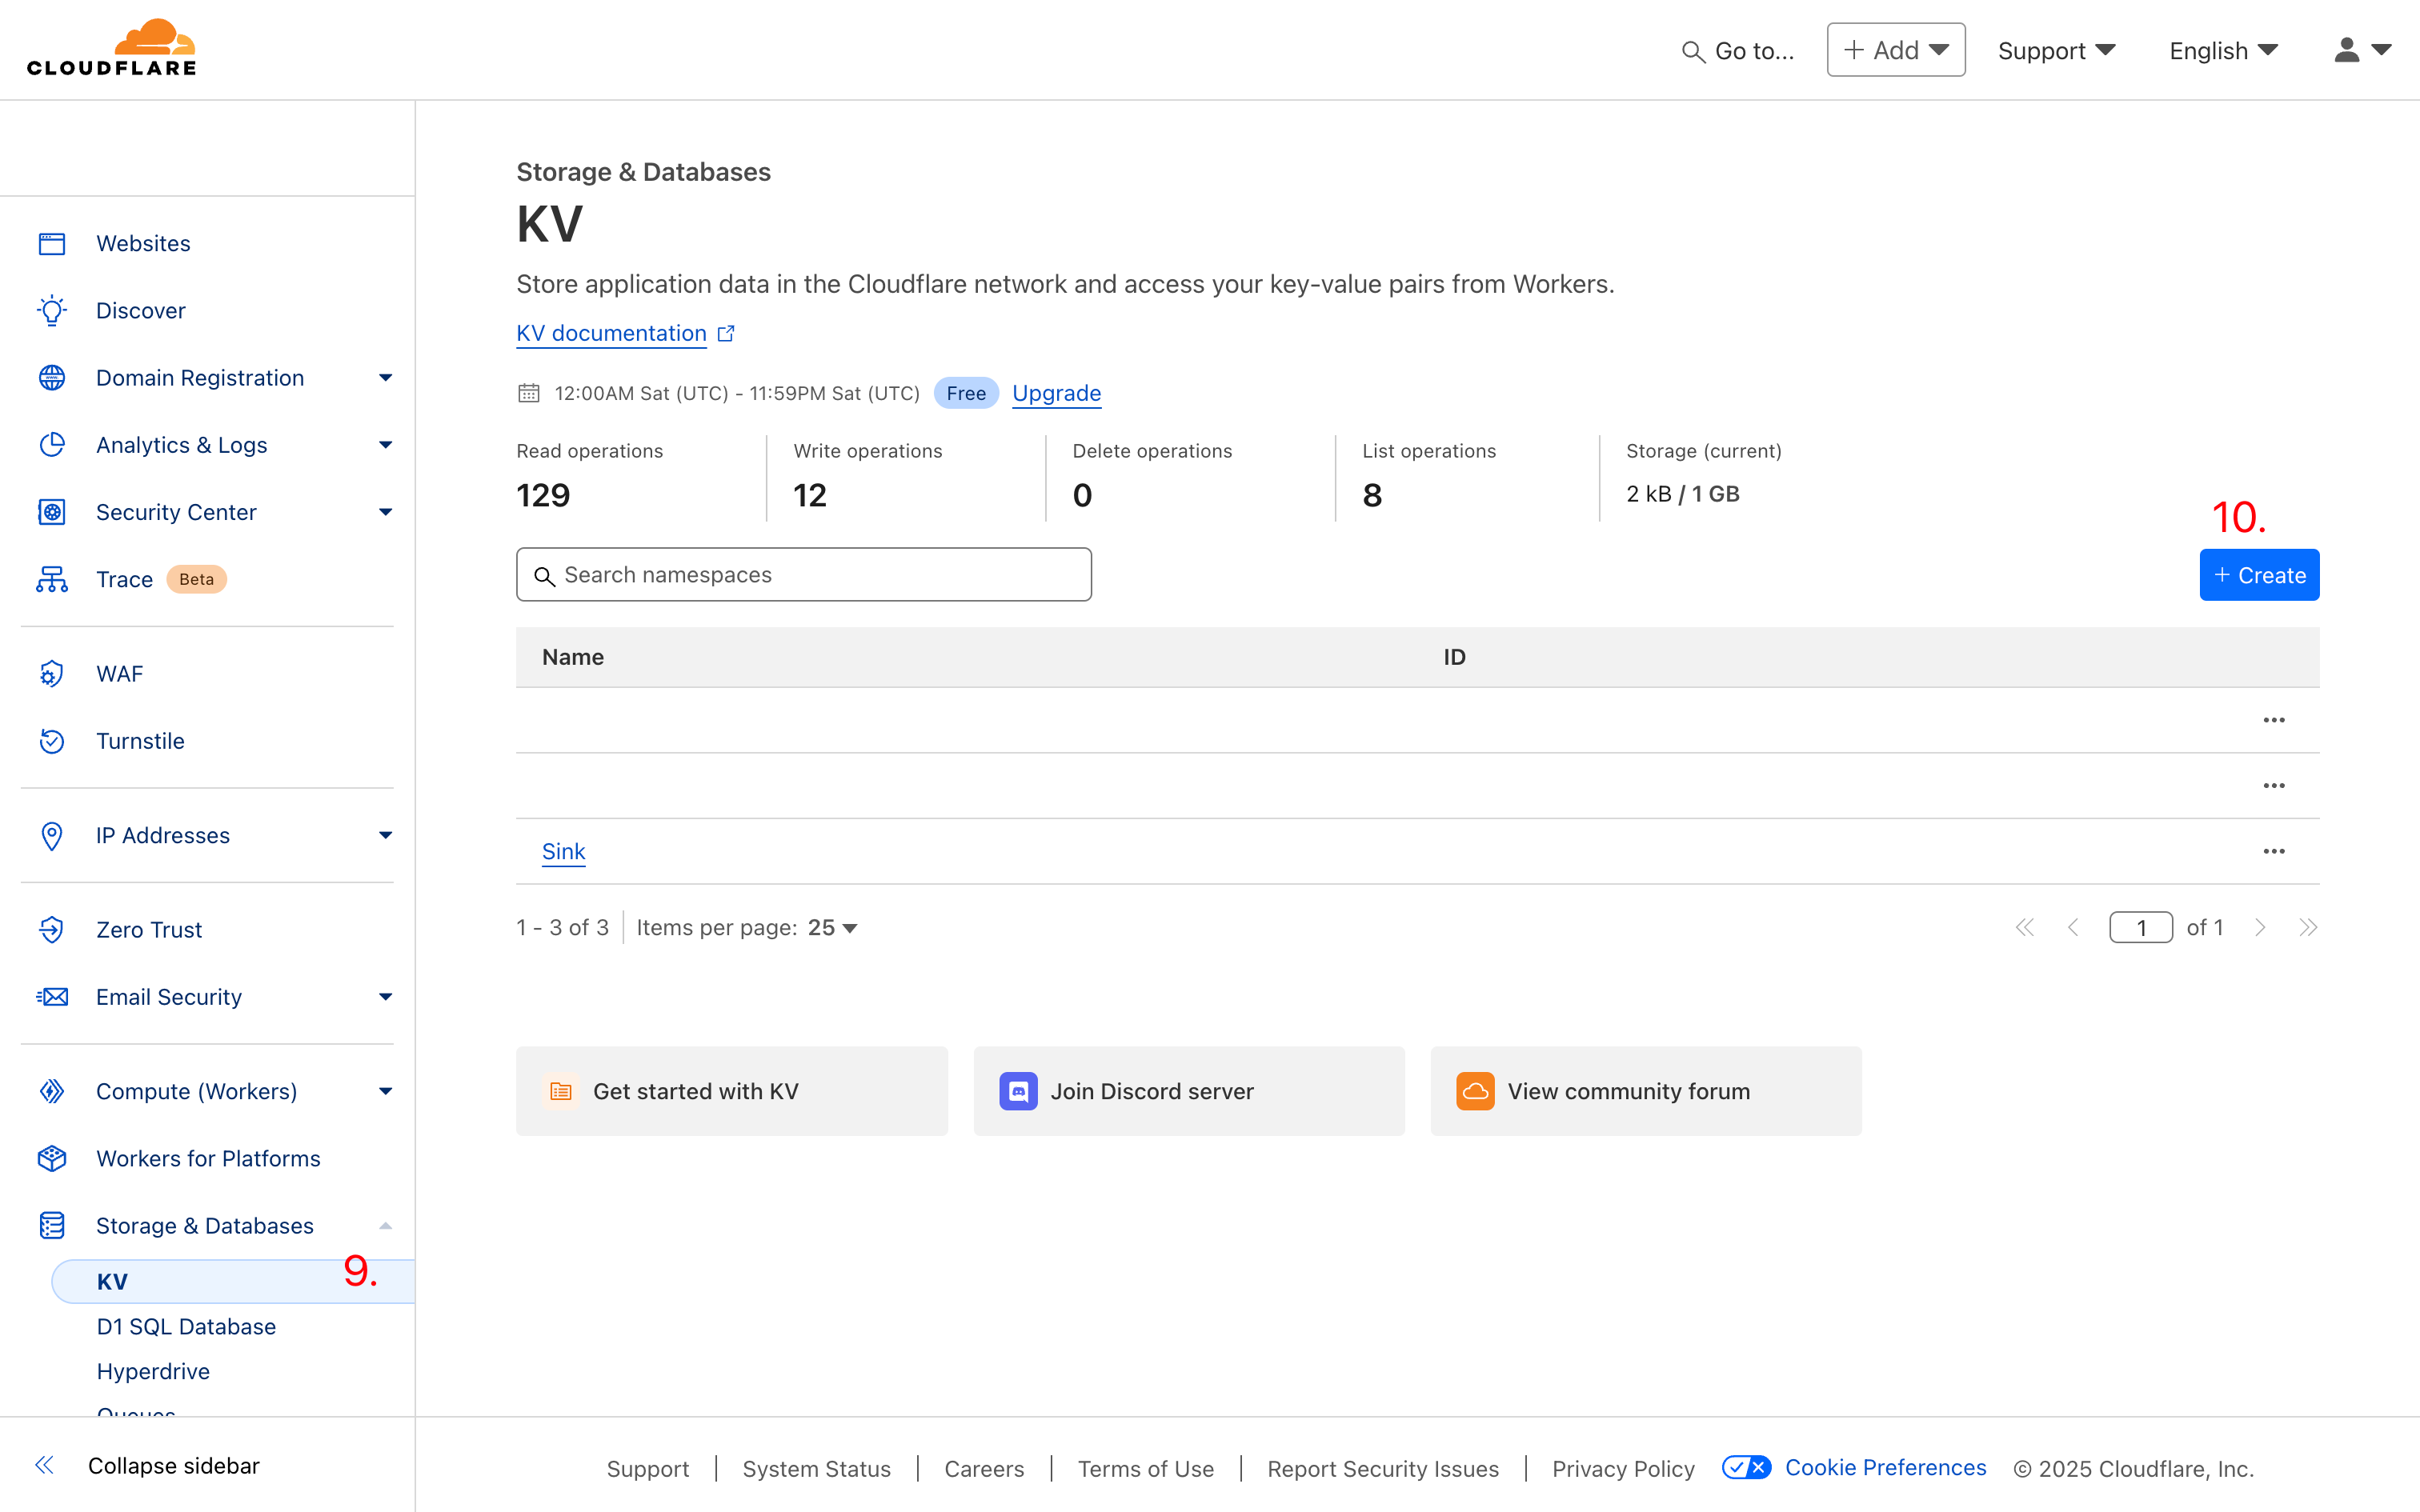 CLOUDFLARE
Go to...
+ Add
Support
English
Websites
Discover
Domain Registration
Analytics & Logs
Security Center
Trace Beta
WAF
Turnstile
IP Addresses
Zero Trust
Email Security
Compute (Workers)
Workers for Platforms
Storage & Databases
9.
KV
D1 SQL Database
Hyperdrive
Queues
Collapse sidebar
Storage & Databases
KV
Store application data in the Cloudflare network and access your key-value pairs from Workers.
KV documentation
12:00AM Sat (UTC) - 11:59PM Sat (UTC) Free Upgrade
Read operations
129
Write operations
12
Delete operations
0
List operations
8
Storage (current)
2 kB / 1 GB
10.
Search namespaces
+ Create
Name ID
Sink
1 - 3 of 3 Items per page: 25
1 of 1
Get started with KV
Join Discord server
View community forum
Support | System Status | Careers | Terms of Use | Report Security Issues | Privacy Policy Cookie Preferences © 2025 Cloudflare, Inc.